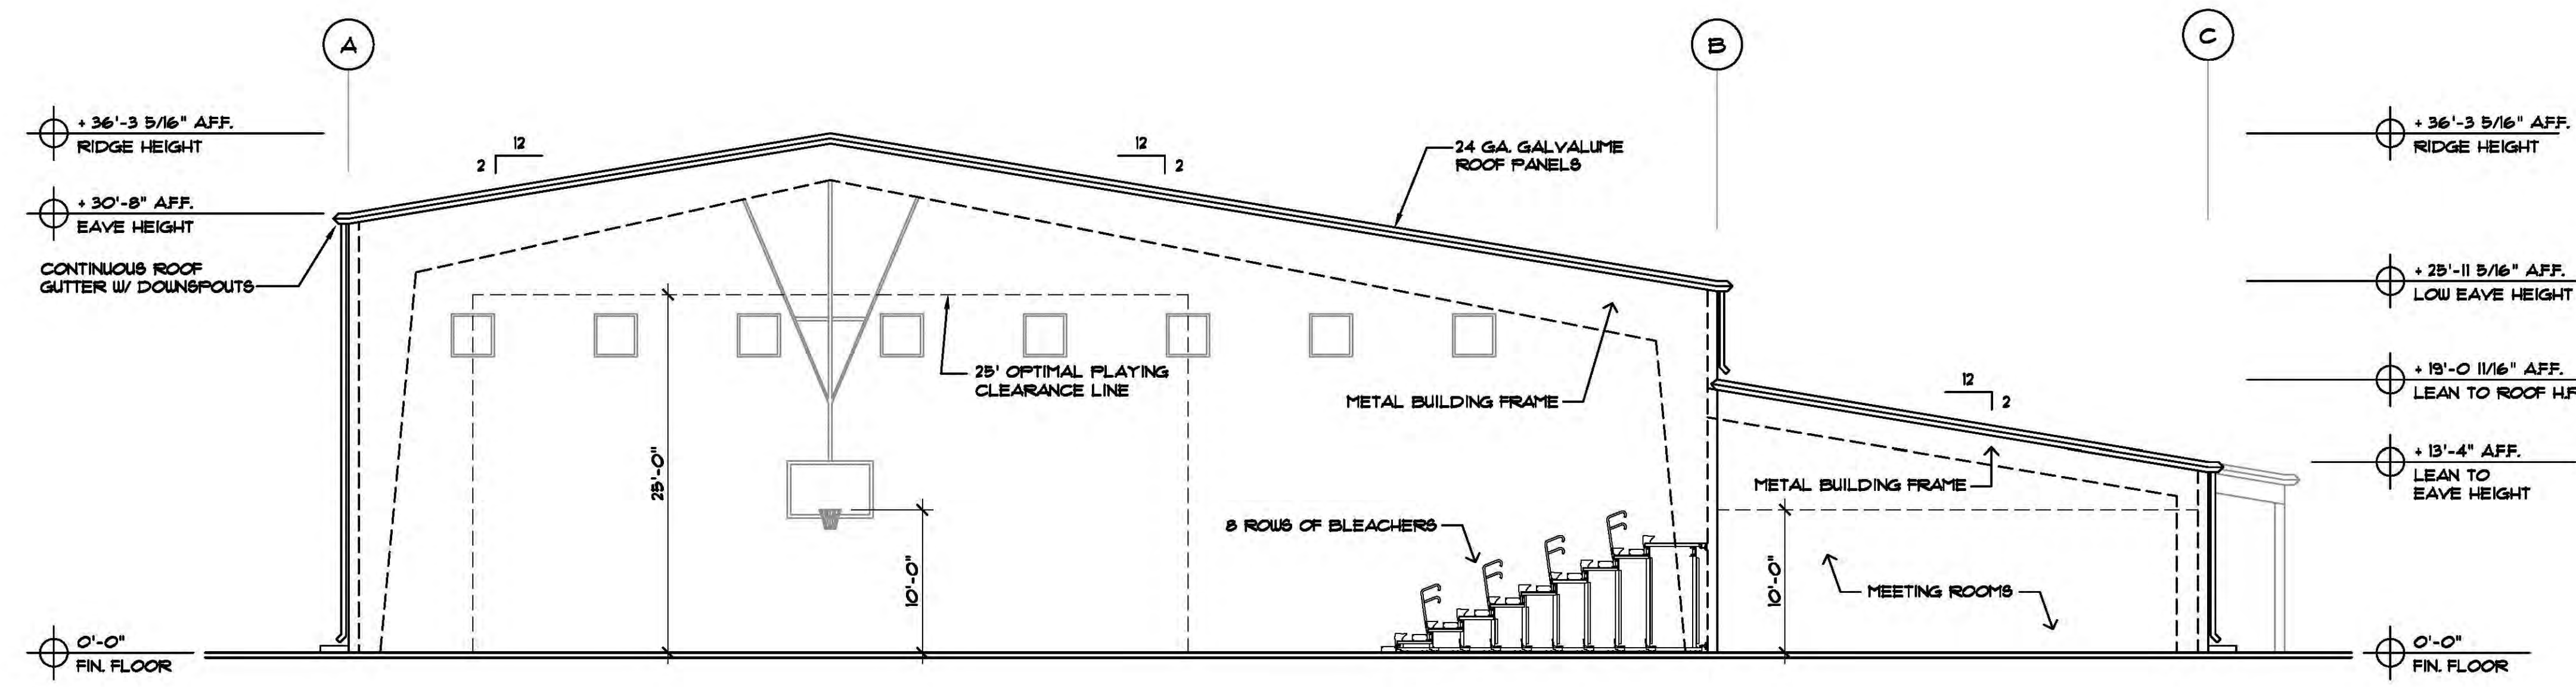 A
B
C
+ 36'-3 5/16" A.F.F.
RIDGE HEIGHT
+ 30'-8" A.F.F.
EAVE HEIGHT
CONTINUOUS ROOF
GUTTER W/ DOWNSPOUTS
0'-0"
FIN. FLOOR
12
2
12
2
24 GA. GALVALUME
ROOF PANELS
25' OPTIMAL PLAYING
CLEARANCE LINE
METAL BUILDING FRAME
25'-0"
10'-0"
8 ROWS OF BLEACHERS
12
2
METAL BUILDING FRAME
10'-0"
MEETING ROOMS
+ 36'-3 5/16" A.F.F.
RIDGE HEIGHT
+ 25'-11 5/16" A.F.F.
LOW EAVE HEIGHT
+ 19'-0 11/16" A.F.F.
LEAN TO ROOF
+ 13'-4" A.F.F.
LEAN TO
EAVE HEIGHT
0'-0"
FIN. FLOOR